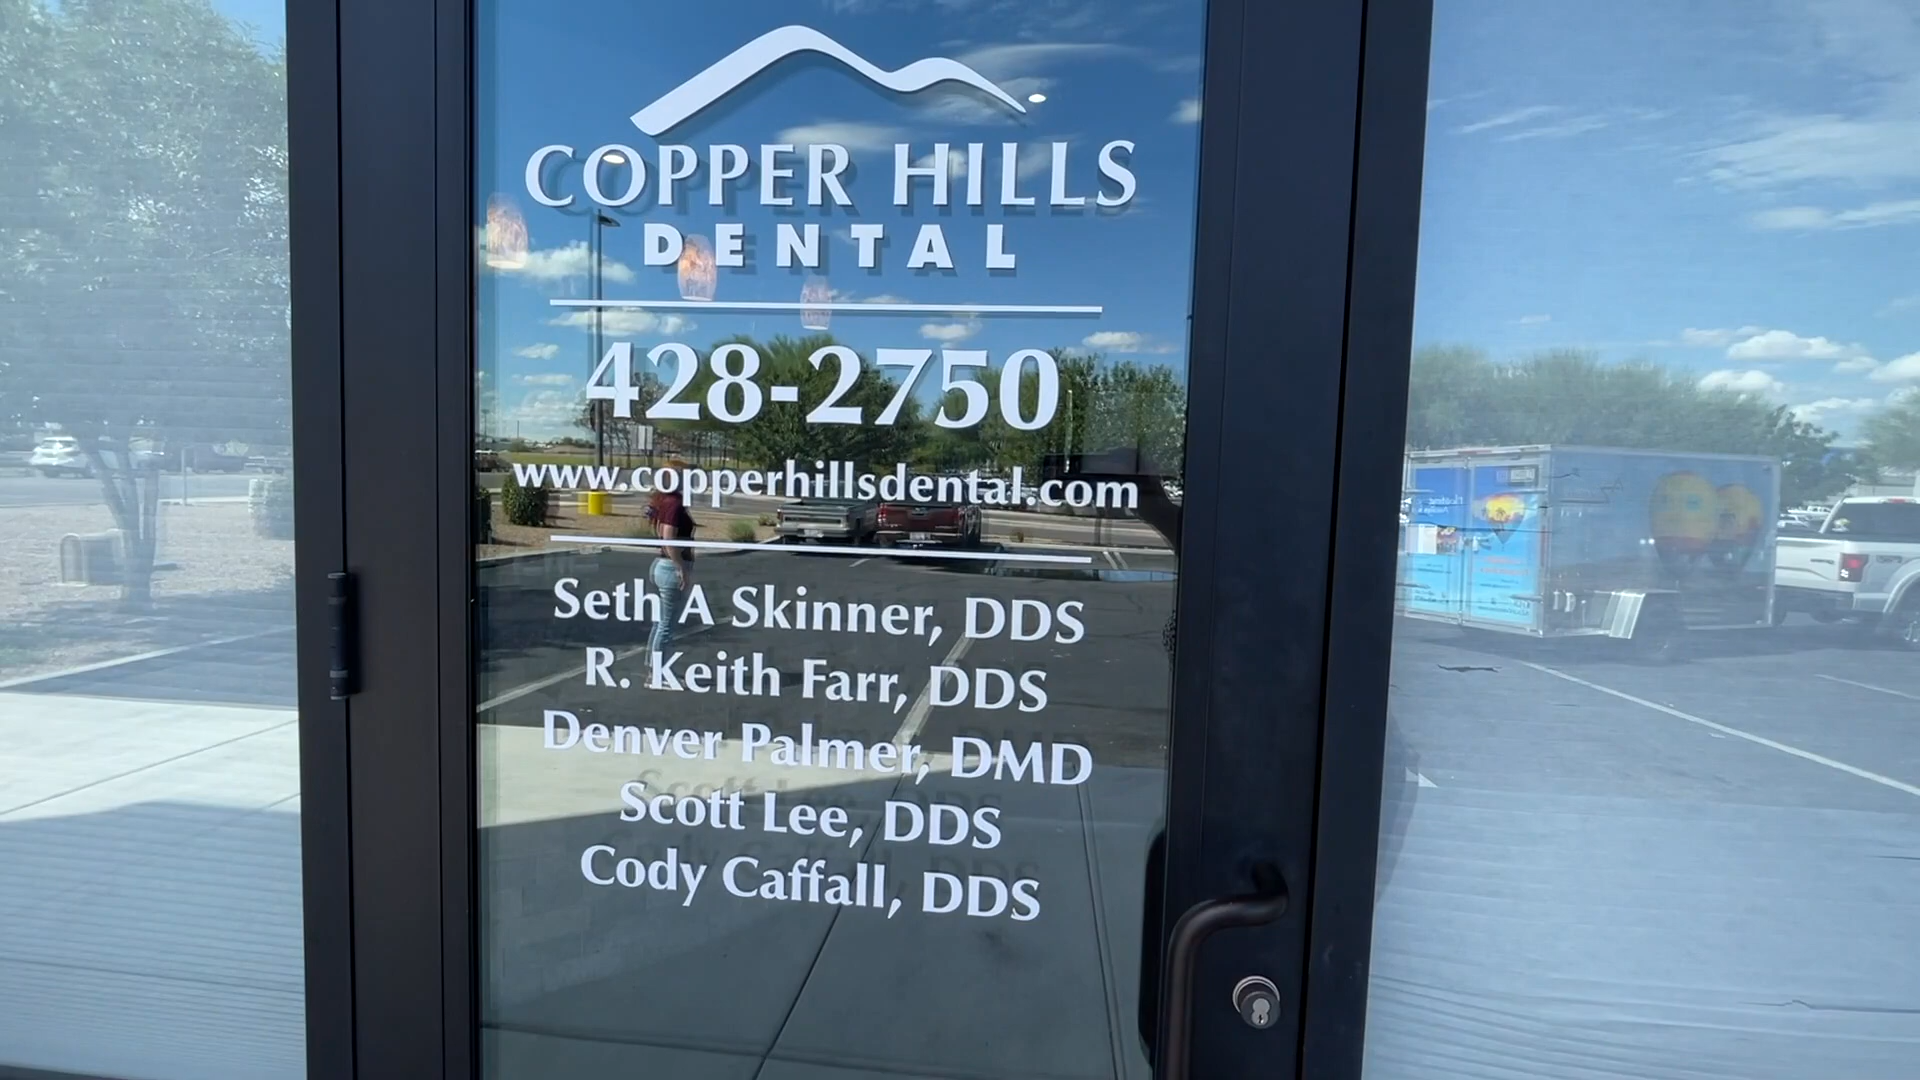 COPPER HILLS
DENTAL
428-2750
www.copperhillsdental.com
Seth A Skinner, DDS
R. Keith Farr, DDS
Denver Palmer, DMD
Scott Lee, DDS
Cody Caffall, DDS